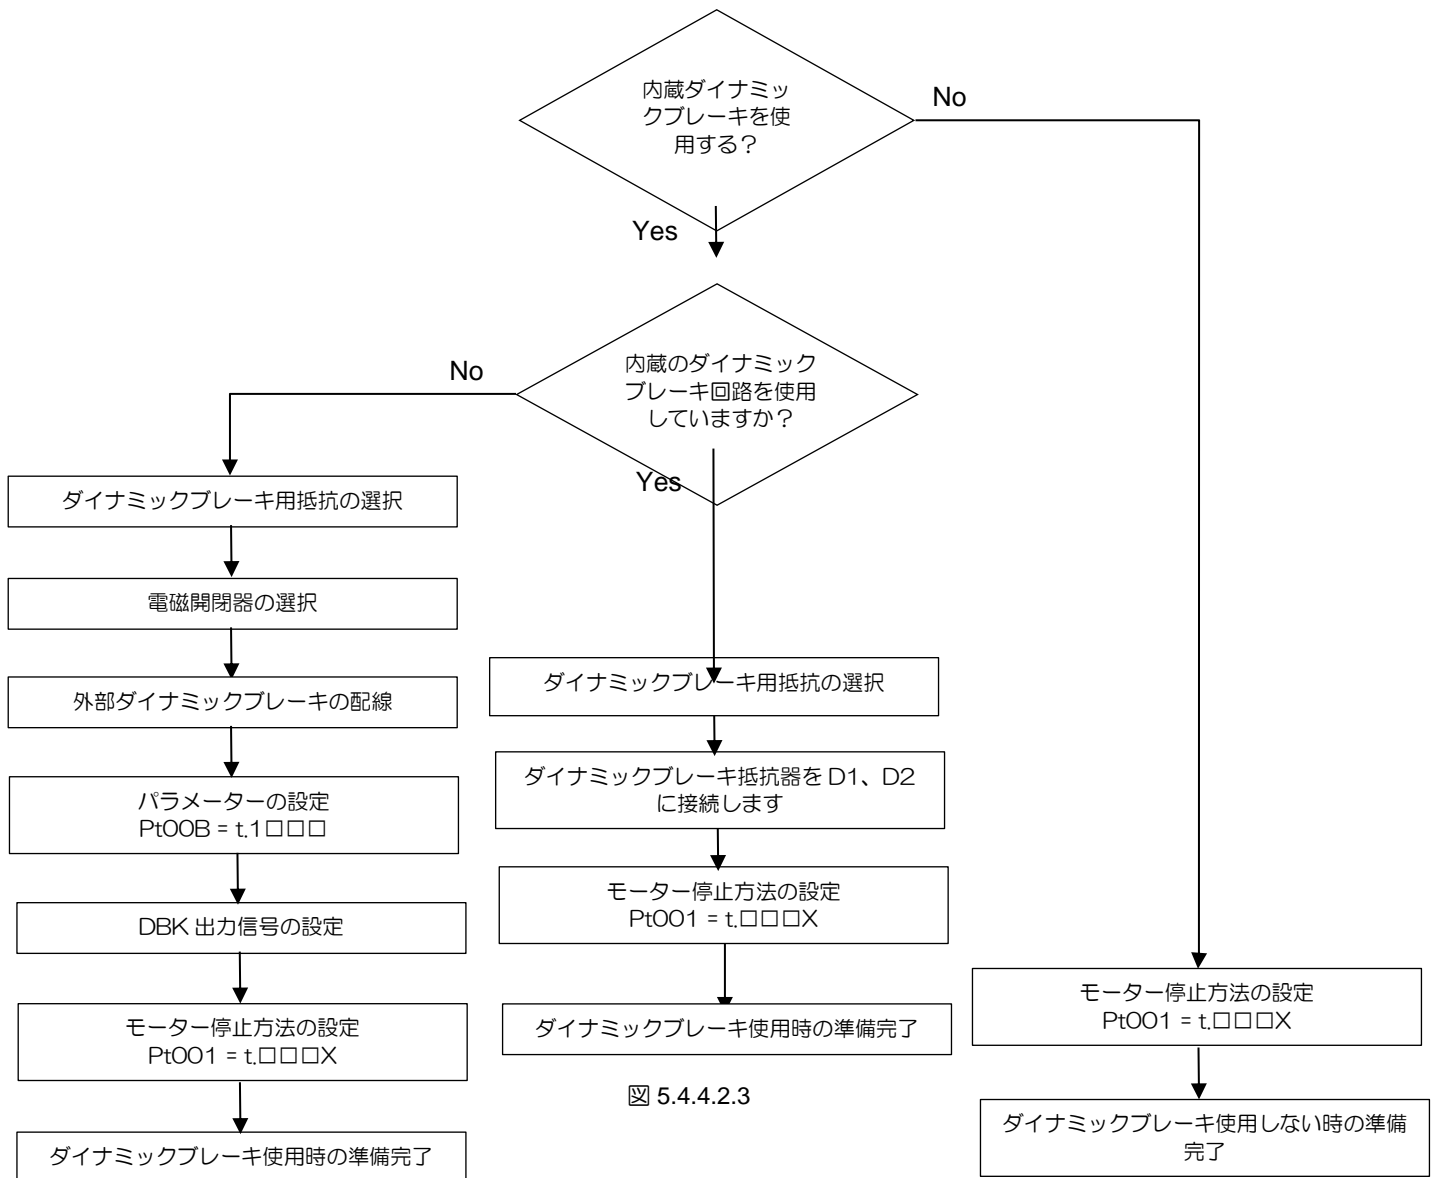 内蔵ダイナミッ
クブレーキを使
用する？
No
Yes
内蔵のダイナミック
ブレーキ回路を使用
していますか？
No
Yes
ダイナミックブレーキ用抵抗の選択
電磁開閉器の選択
外部ダイナミックブレーキの配線
パラメーターの設定
Pt00B = t.1□□□
DBK 出力信号の設定
モーター停止方法の設定
Pt001 = t.□□□X
ダイナミックブレーキ使用時の準備完了
ダイナミックブレーキ用抵抗の選択
ダイナミックブレーキ抵抗器を D1、D2
に接続します
モーター停止方法の設定
Pt001 = t.□□□X
ダイナミックブレーキ使用時の準備完了
モーター停止方法の設定
Pt001 = t.□□□X
ダイナミックブレーキ使用しない時の準備
完了
図 5.4.4.2.3